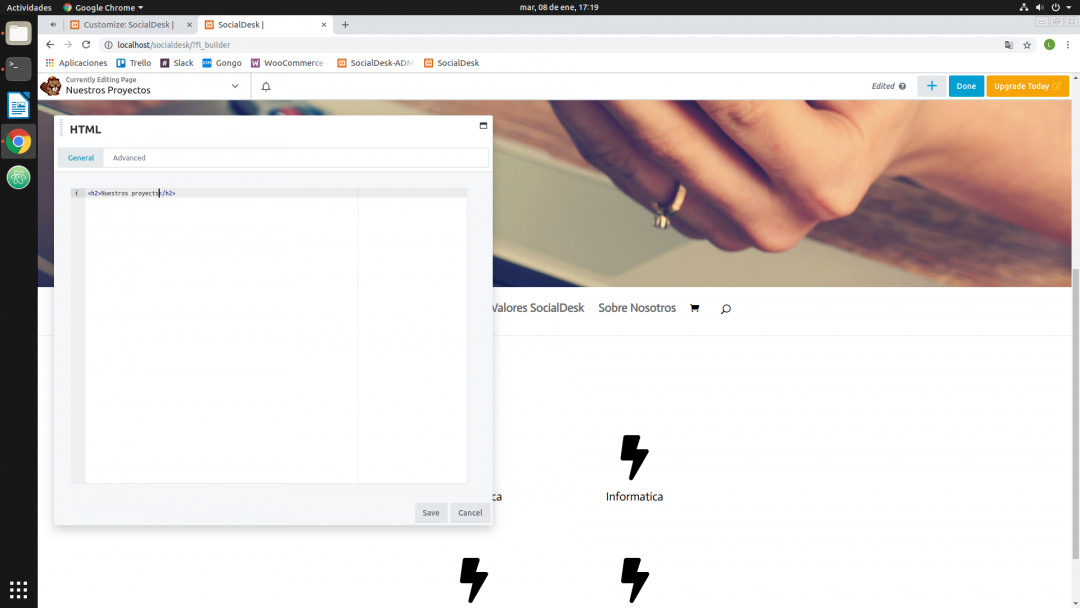 Actividades Google Chrome mar, 08 de ene, 17:19
Customize: SocialDesk | SocialDesk |
localhost/socialdesk/?fl_builder L
Aplicaciones Trello Slack Gongo WooCommerce SocialDesk-ADM SocialDesk
Currently Editing Page
Nuestros Proyectos
Edited Done Upgrade Today
HTML
General Advanced
<h2>Nuestros proyects</h2>
Valores SocialDesk Sobre Nosotros
ca Informatica
Save Cancel